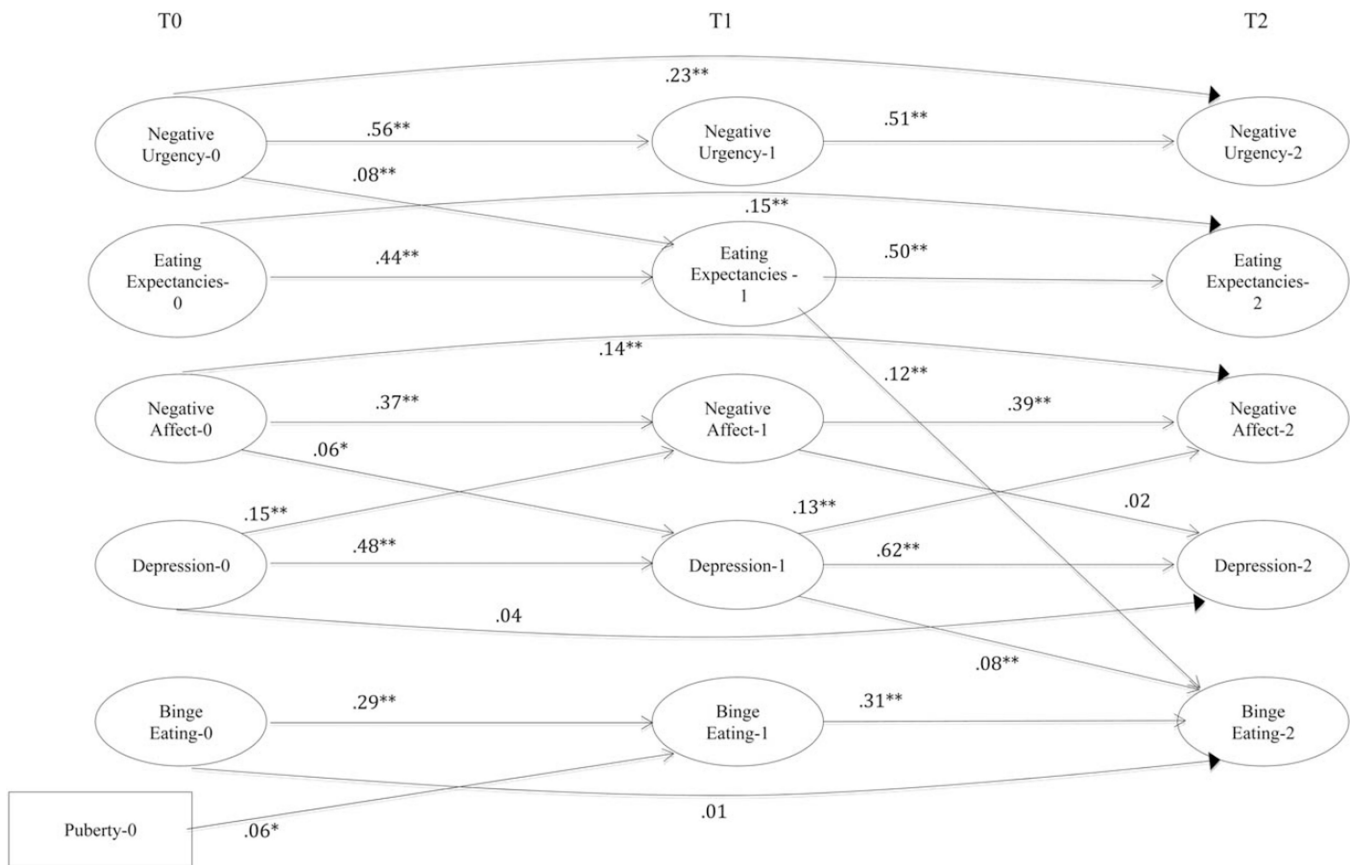 T0 T1 T2
.23**
Negative
Urgency-0
.56**
Negative
Urgency-1
.51**
Negative
Urgency-2
.08**
.15**
Eating
Expectancies-
0
.44**
Eating
Expectancies -
1
.50**
Eating
Expectancies-
2
.14**
.12**
Negative
Affect-0
.37**
Negative
Affect-1
.39**
Negative
Affect-2
.06*
.15**
.13**
.02
Depression-0
.48**
Depression-1
.62**
Depression-2
.04
.08**
Binge
Eating-0
.29**
Binge
Eating-1
.31**
Binge
Eating-2
.01
Puberty-0
.06*